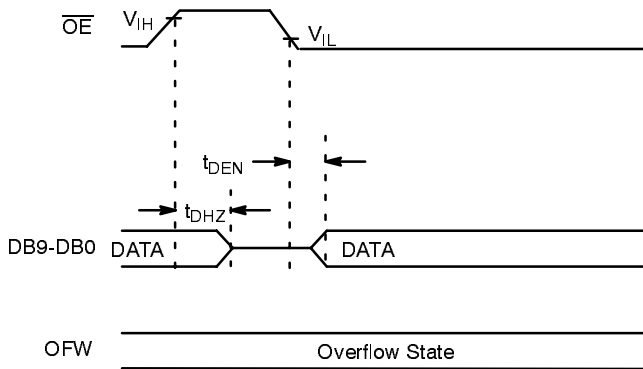 OE VIH
VIL
tDEN
tDHZ
DB9-DB0 DATA DATA
OFW Overflow State